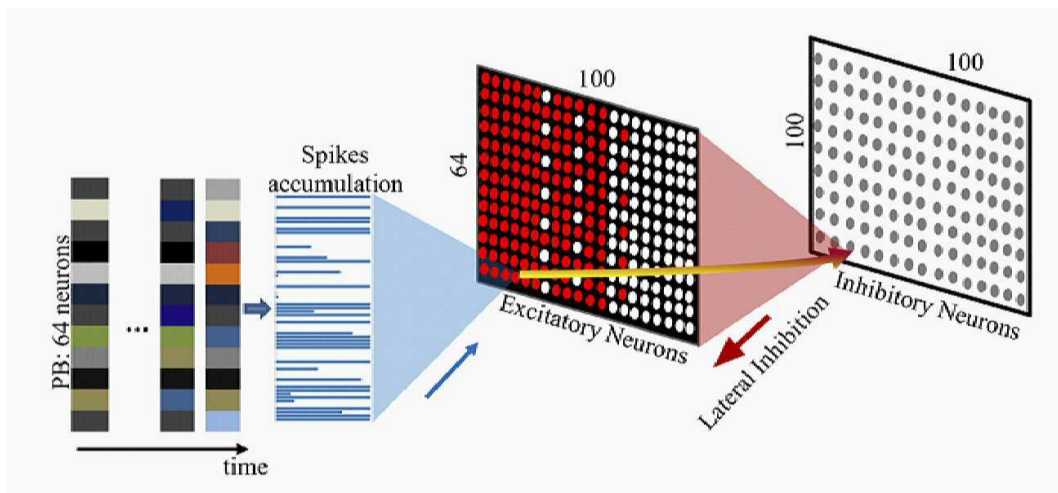 PB: 64 neurons
...
time
Spikes
accumulation
64
100
Excitatory Neurons
Lateral Inhibition
100
100
Inhibitory Neurons